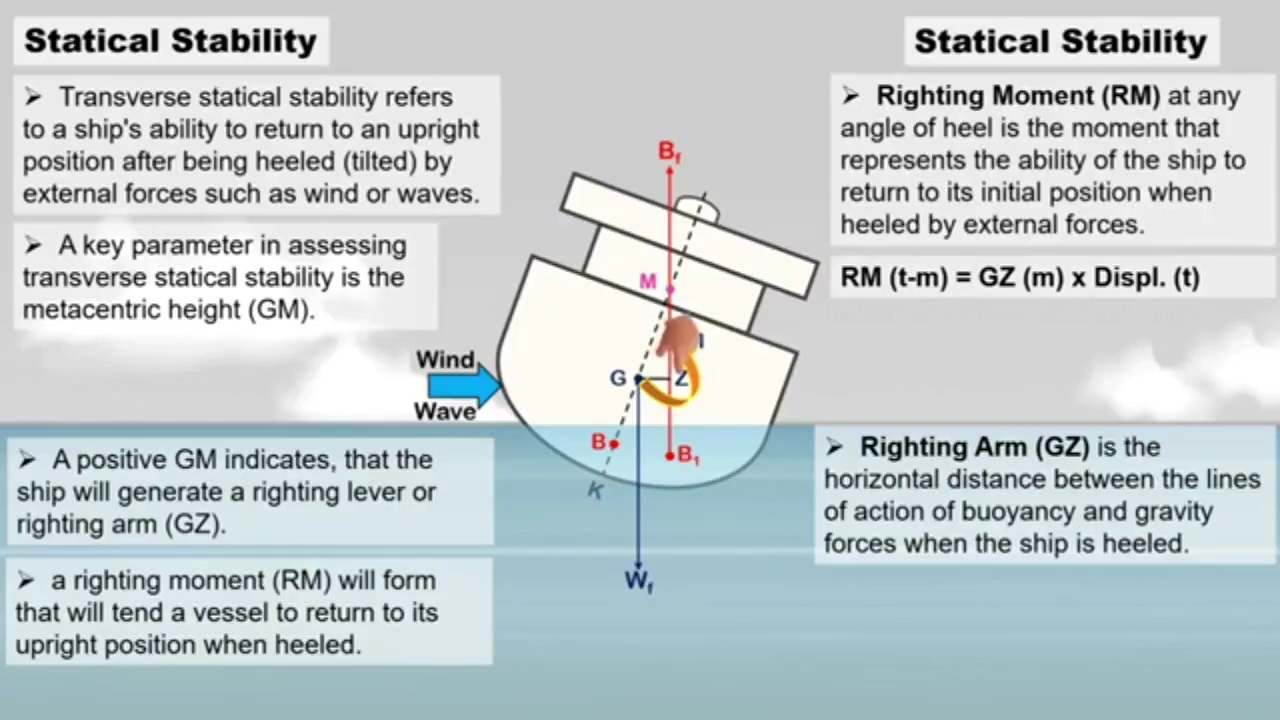 Statical Stability
➢ Transverse statical stability refers
to a ship's ability to return to an upright
position after being heeled (tilted) by
external forces such as wind or waves.
➢ A key parameter in assessing
transverse statical stability is the
metacentric height (GM).
➢ A positive GM indicates, that the
ship will generate a righting lever or
righting arm (GZ).
➢ a righting moment (RM) will form
that will tend a vessel to return to its
upright position when heeled.
Wind
Wave
Bf
M
G
Z
B
B1
K
Wf
Statical Stability
➢ Righting Moment (RM) at any
angle of heel is the moment that
represents the ability of the ship to
return to its initial position when
heeled by external forces.
RM (t-m) = GZ (m) x Displ. (t)
➢ Righting Arm (GZ) is the
horizontal distance between the lines
of action of buoyancy and gravity
forces when the ship is heeled.